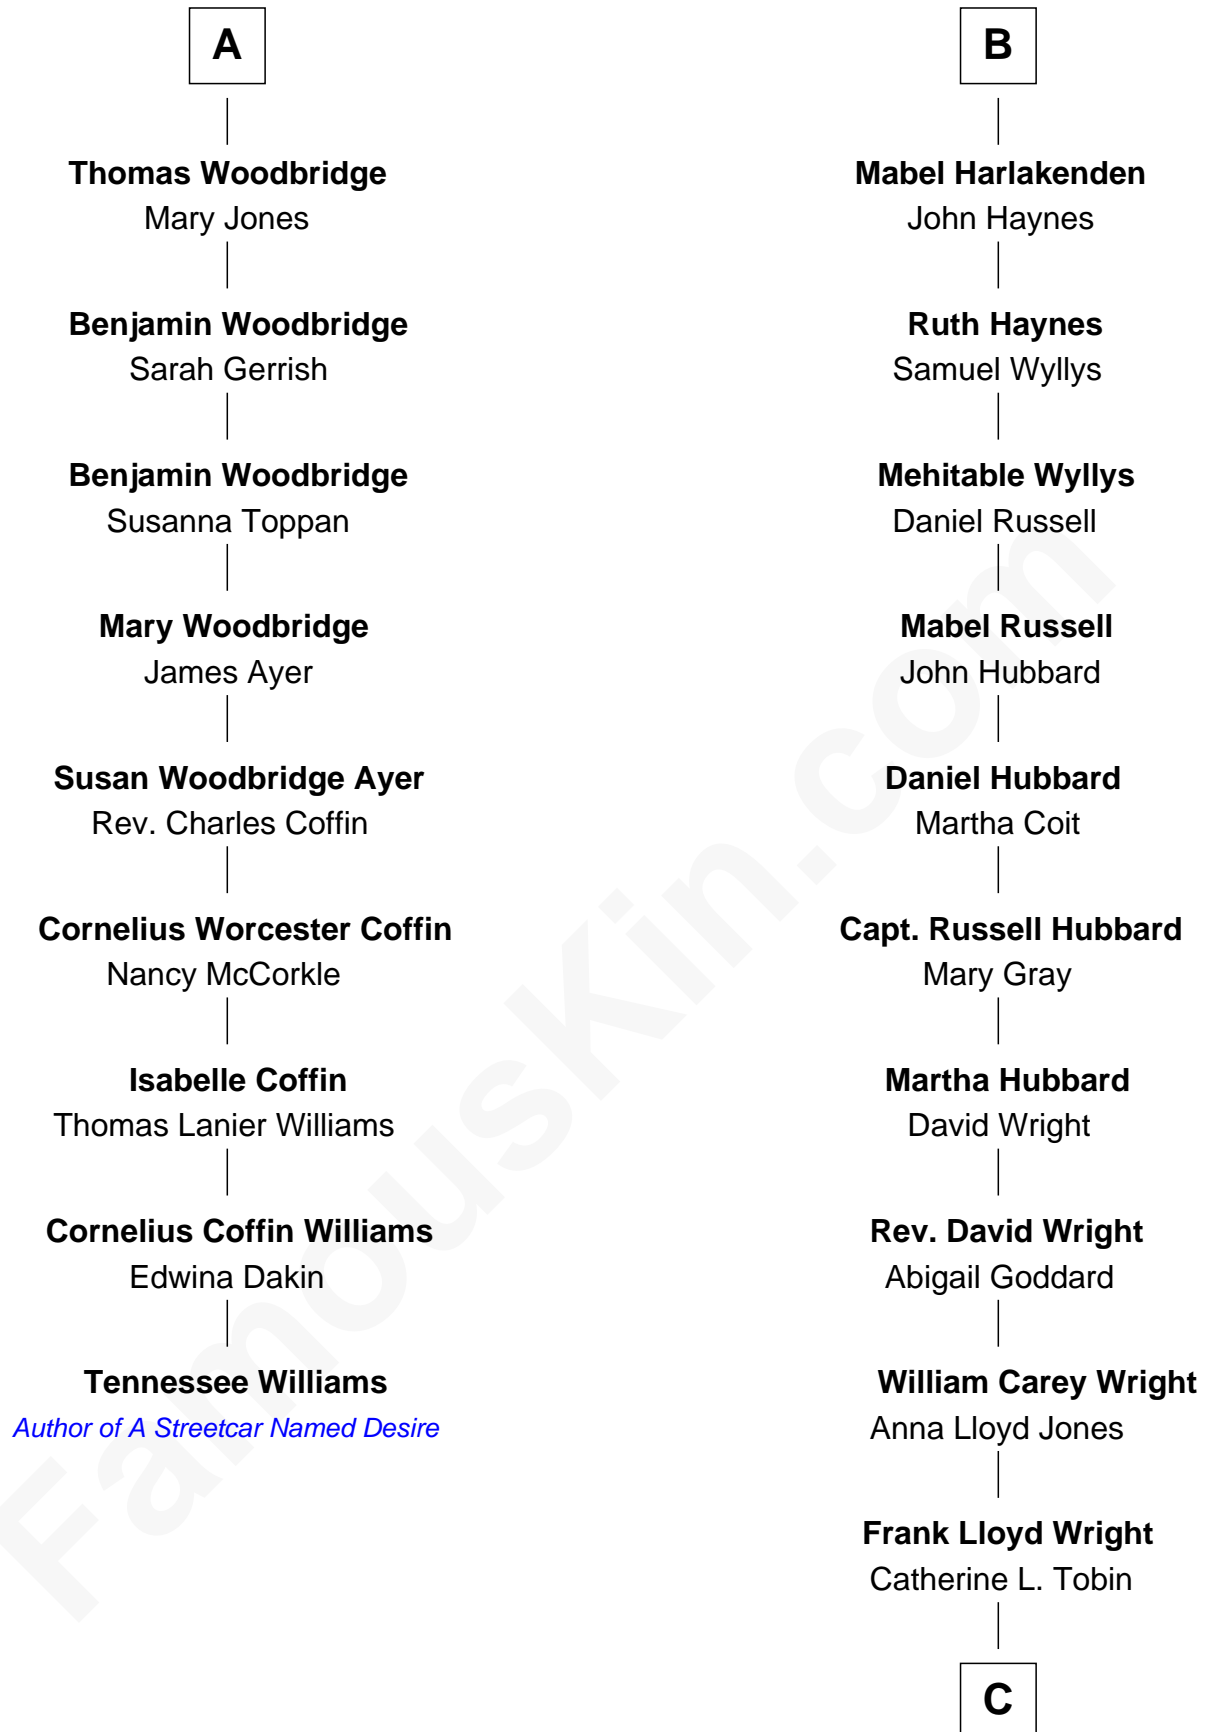 A
Thomas Woodbridge
Mary Jones
Benjamin Woodbridge
Sarah Gerrish
Benjamin Woodbridge
Susanna Toppan
Mary Woodbridge
James Ayer
Susan Woodbridge Ayer
Rev. Charles Coffin
Cornelius Worcester Coffin
Nancy McCorkle
Isabelle Coffin
Thomas Lanier Williams
Cornelius Coffin Williams
Edwina Dakin
Tennessee Williams
Author of A Streetcar Named Desire
B
Mabel Harlakenden
John Haynes
Ruth Haynes
Samuel Wyllys
Mehitable Wyllys
Daniel Russell
Mabel Russell
John Hubbard
Daniel Hubbard
Martha Coit
Capt. Russell Hubbard
Mary Gray
Martha Hubbard
David Wright
Rev. David Wright
Abigail Goddard
William Carey Wright
Anna Lloyd Jones
Frank Lloyd Wright
Catherine L. Tobin
C
FamousKin.com